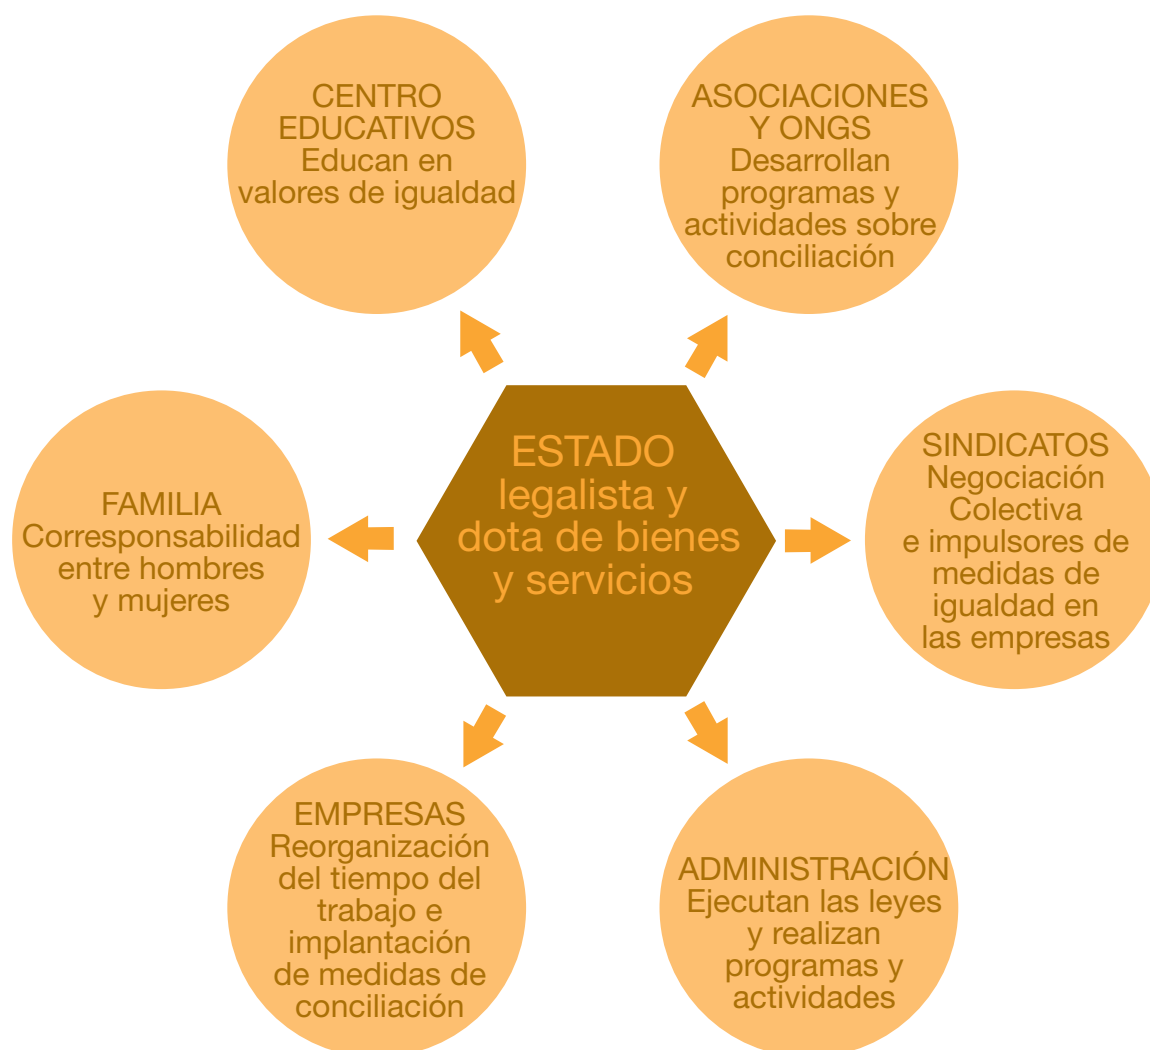 CENTRO
EDUCATIVOS
Educan en
valores de igualdad
ASOCIACIONES
Y ONGS
Desarrollan
programas y
actividades sobre
conciliación
ESTADO
legalista y
dota de bienes
y servicios
FAMILIA
Corresponsabilidad
entre hombres
y mujeres
SINDICATOS
Negociación
Colectiva
e impulsores de
medidas de
igualdad en
las empresas
EMPRESAS
Reorganización
del tiempo del
trabajo e
implantación
de medidas de
conciliación
ADMINISTRACIÓN
Ejecutan las leyes
y realizan
programas y
actividades